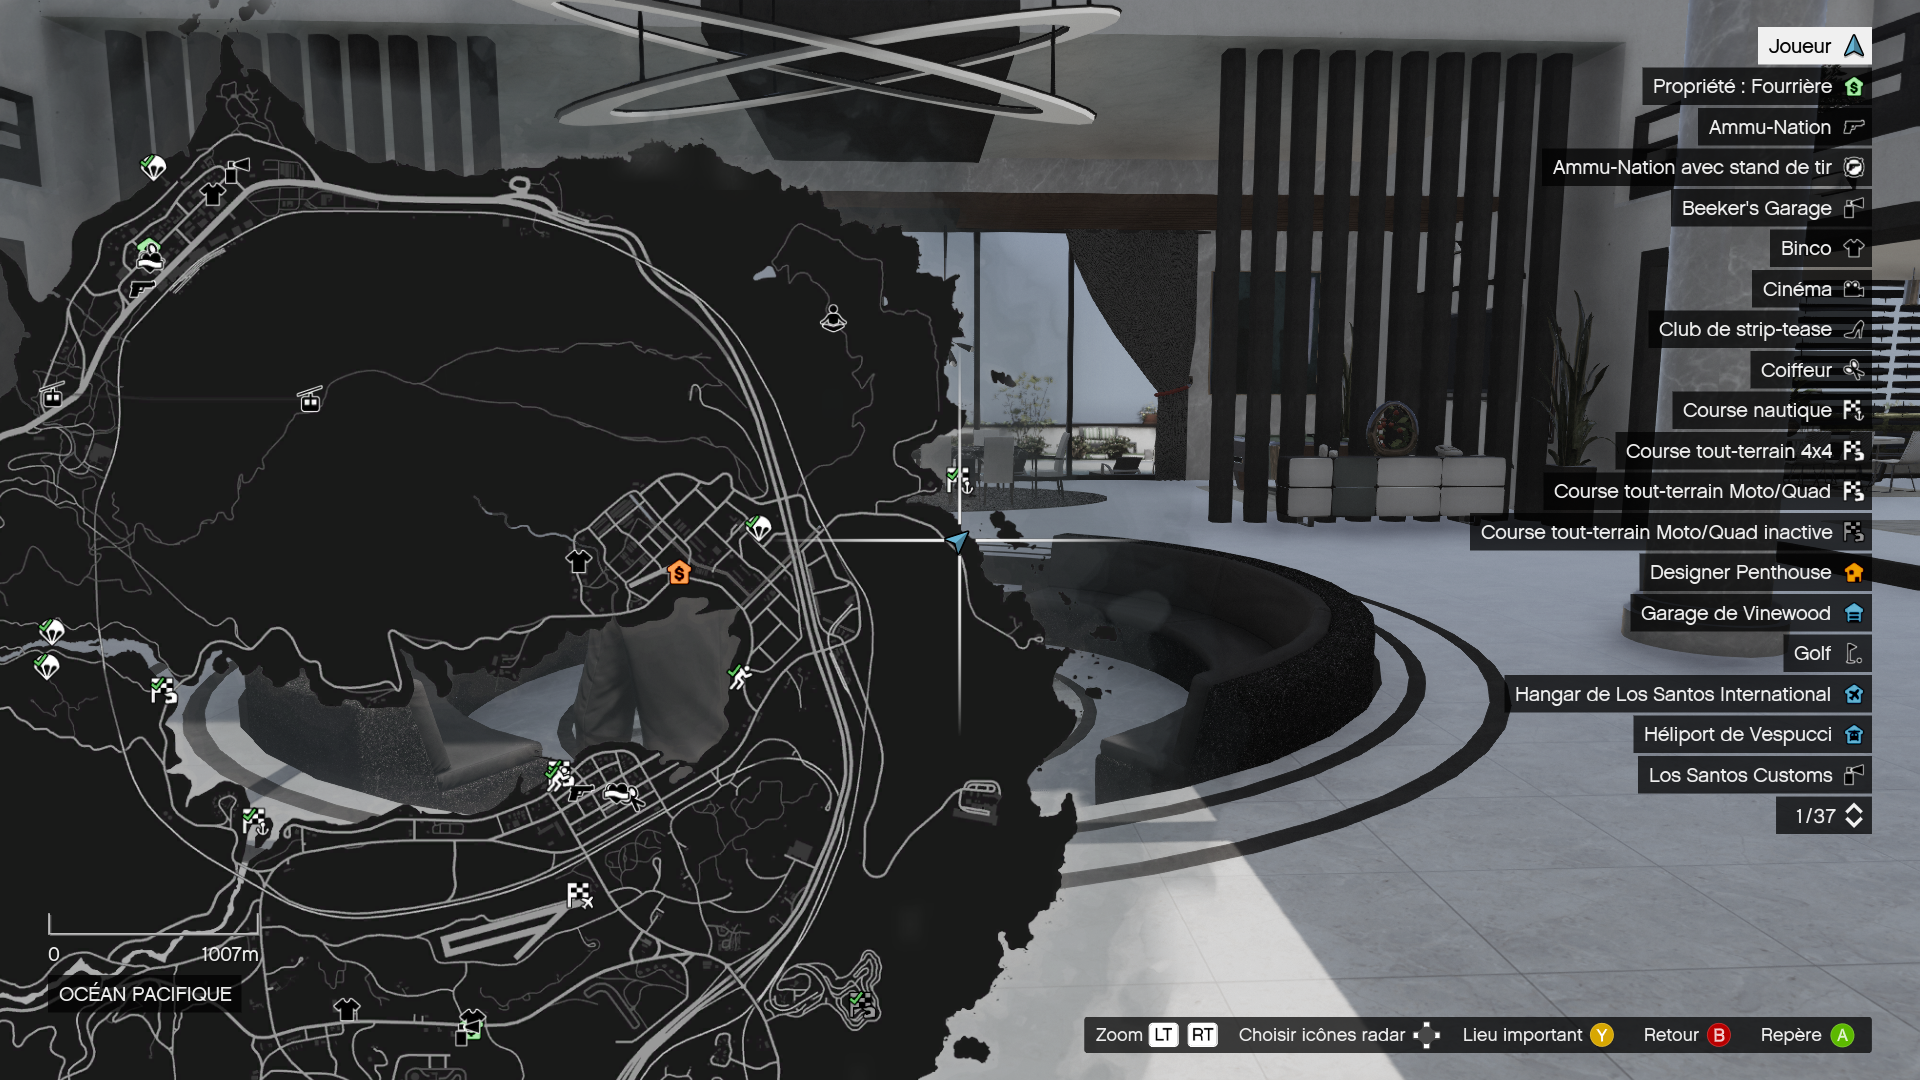 Joueur
Propriété : Fourrière
Ammu-Nation
Ammu-Nation avec stand de tir
Beeker's Garage
Binco
Cinéma
Club de strip-tease
Coiffeur
Course nautique
Course tout-terrain 4x4
Course tout-terrain Moto/Quad
Course tout-terrain Moto/Quad inactive
Designer Penthouse
Garage de Vinewood
Golf
Hangar de Los Santos International
Héliport de Vespucci
Los Santos Customs
1/37
0 1007m
OCÉAN PACIFIQUE
Zoom LT RT Choisir icônes radar Lieu important Y Retour B Repère A